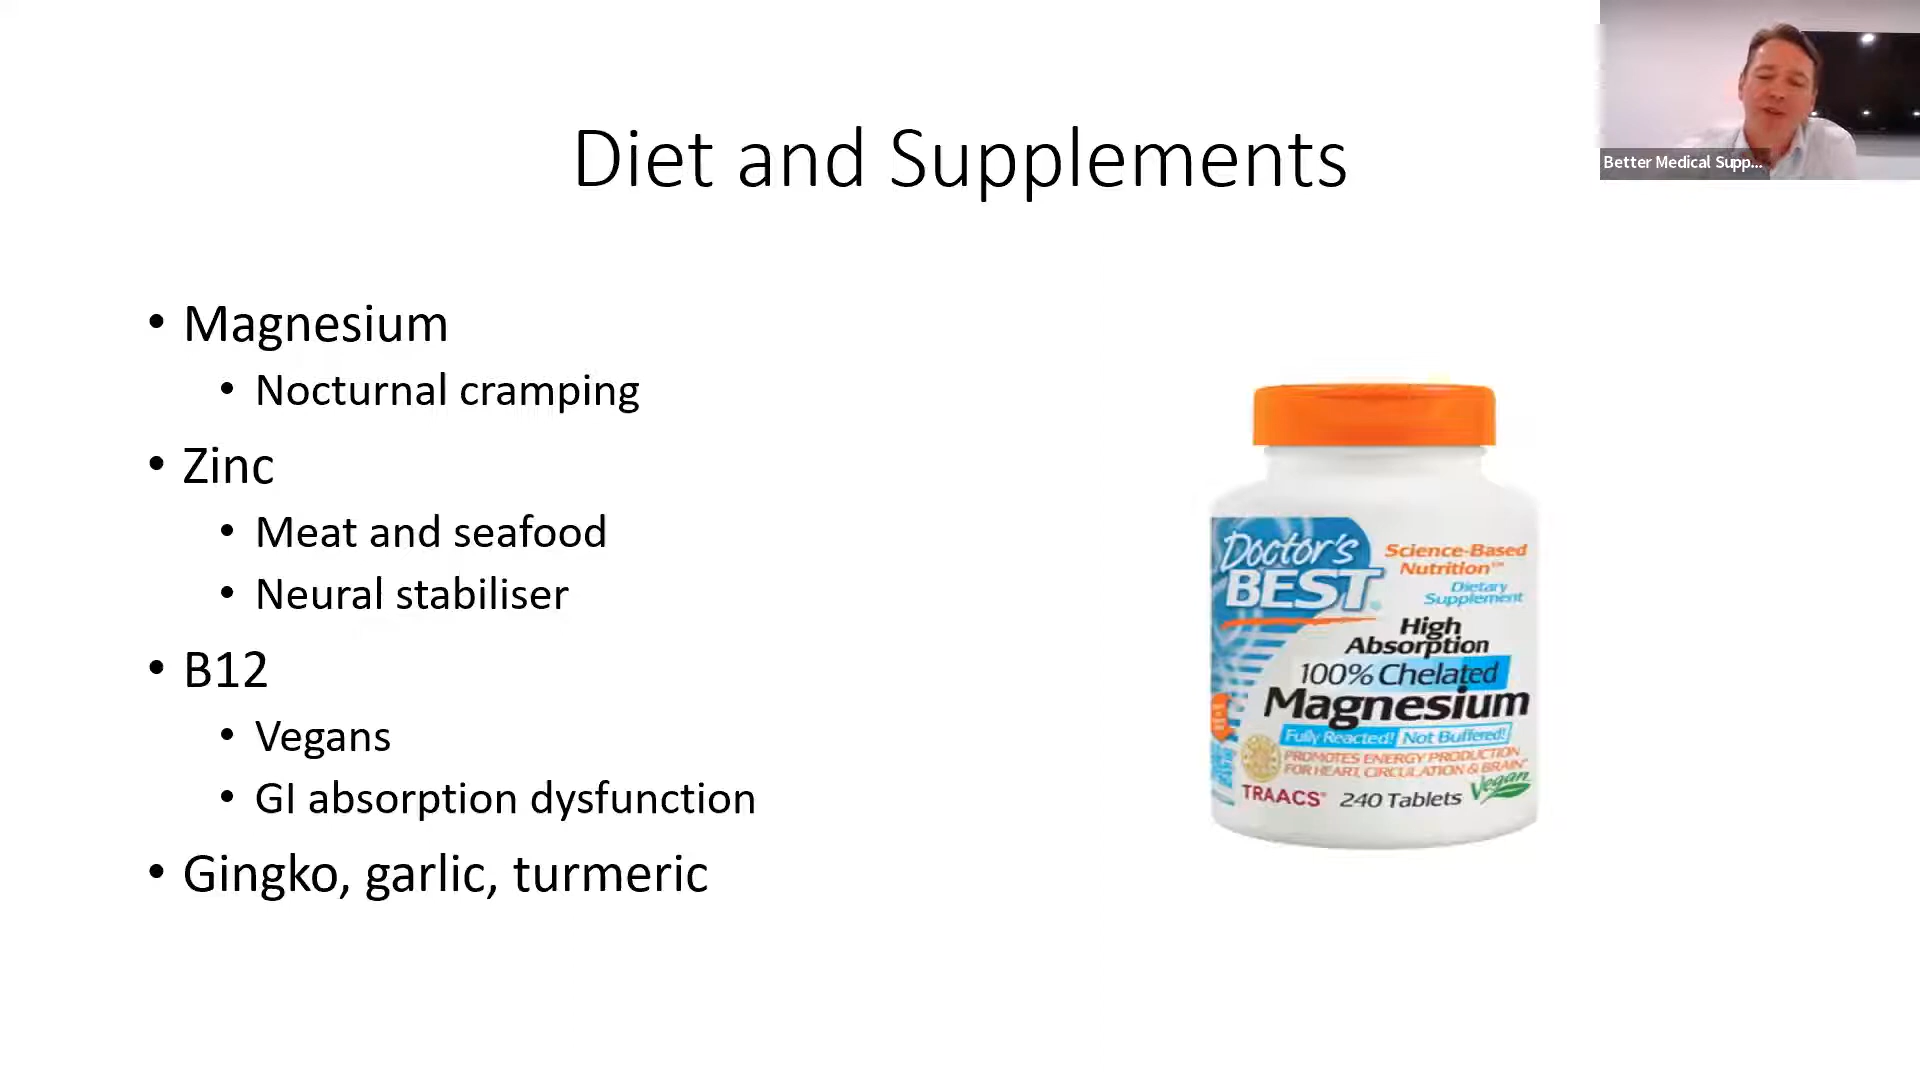 Better Medical Supp...
Diet and Supplements
• Magnesium
• Nocturnal cramping
• Zinc
• Meat and seafood
• Neural stabiliser
• B12
• Vegans
• GI absorption dysfunction
• Gingko, garlic, turmeric
Doctor's
BEST
Science-Based
Nutrition™
Dietary
Supplement
High
Absorption
100% Chelated
Magnesium
Fully Reacted! Not Buffered!
PROMOTES ENERGY PRODUCTION
FOR HEART, CIRCULATION & BRAIN*
Vegan
TRAACS® 240 Tablets